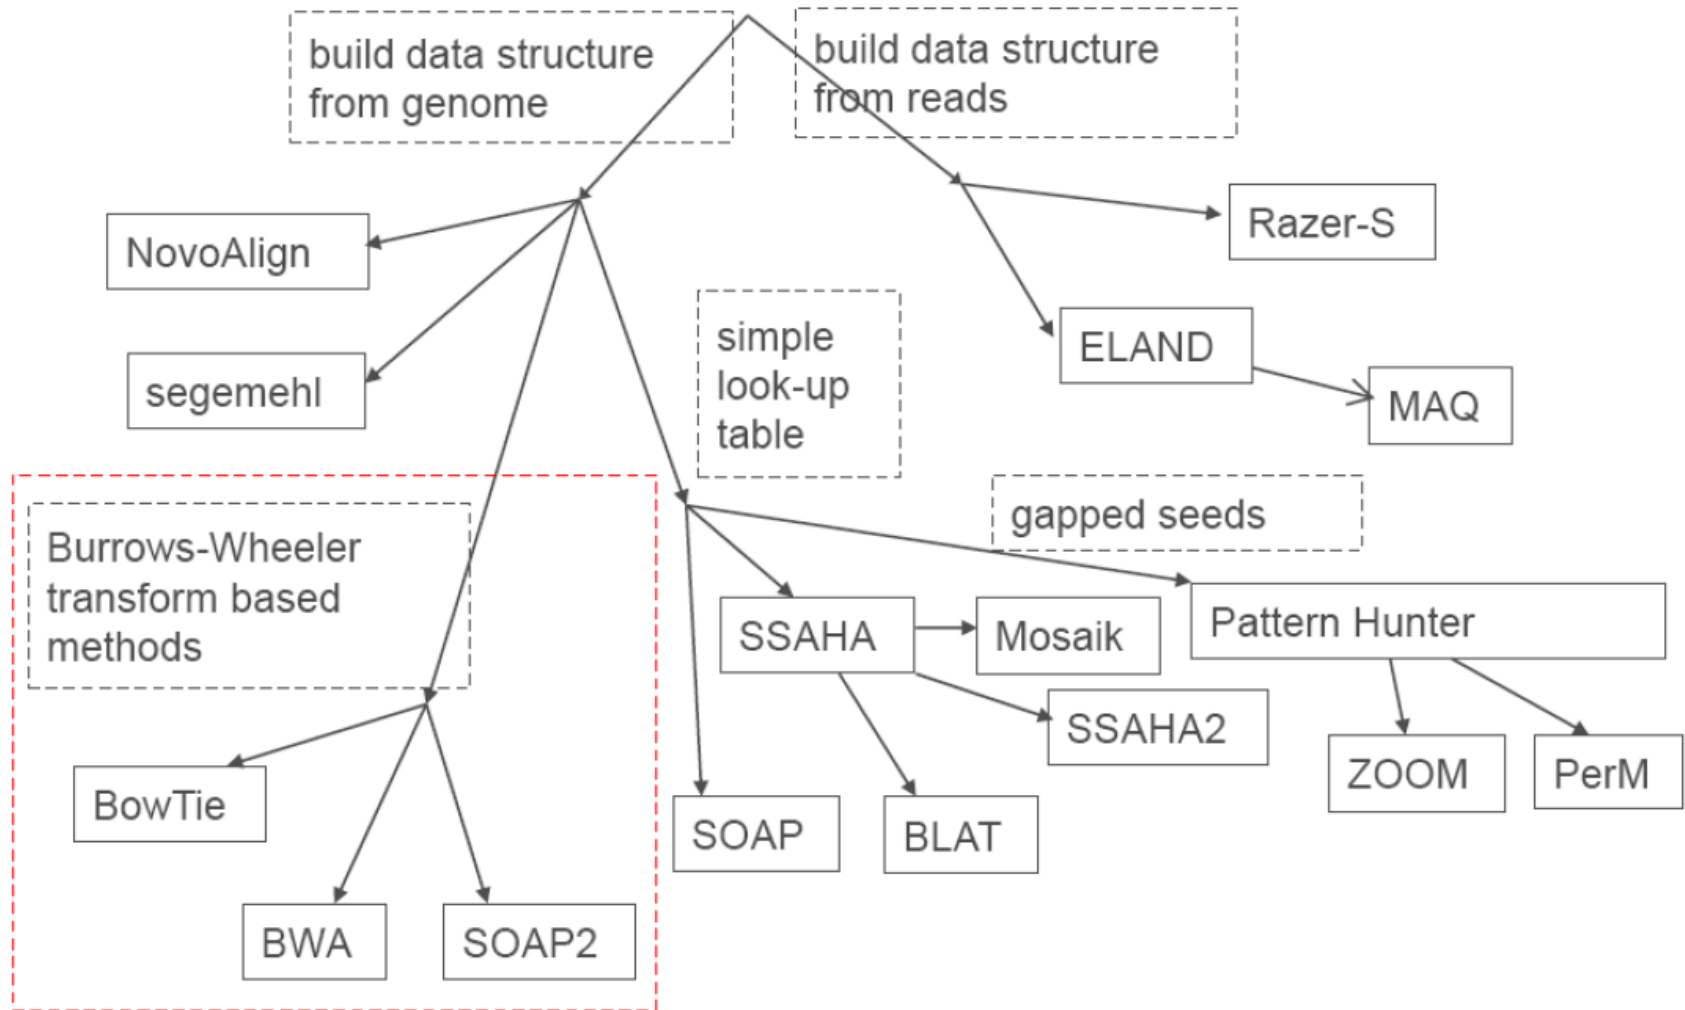 build data structure
from genome
build data structure
from reads
NovoAlign
Razer-S
segemehl
simple
look-up
table
ELAND
MAQ
Burrows-Wheeler
transform based
methods
gapped seeds
SSAHA
Mosaik
Pattern Hunter
SSAHA2
BowTie
SOAP
BLAT
ZOOM
PerM
BWA
SOAP2